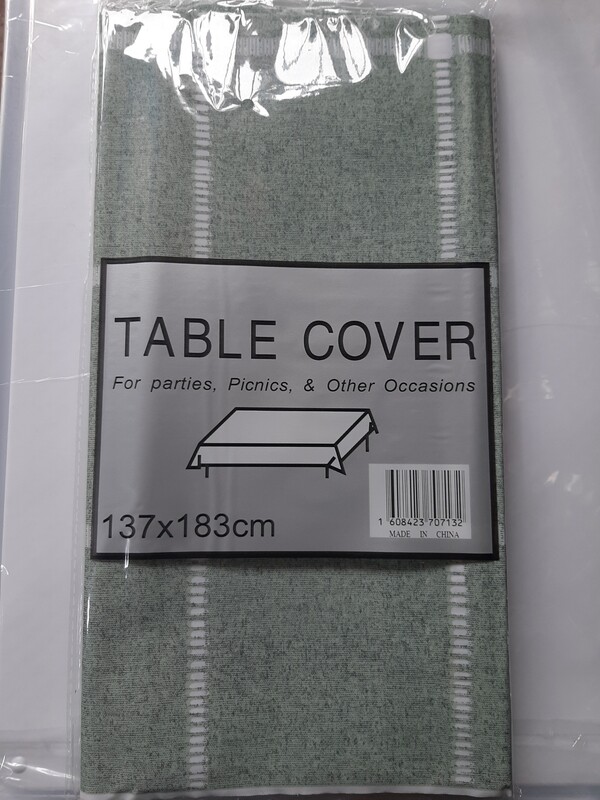 TABLE COVER
For parties, Picnics, & Other Occasions
137x183cm
1 608423 707132
MADE IN CHINA